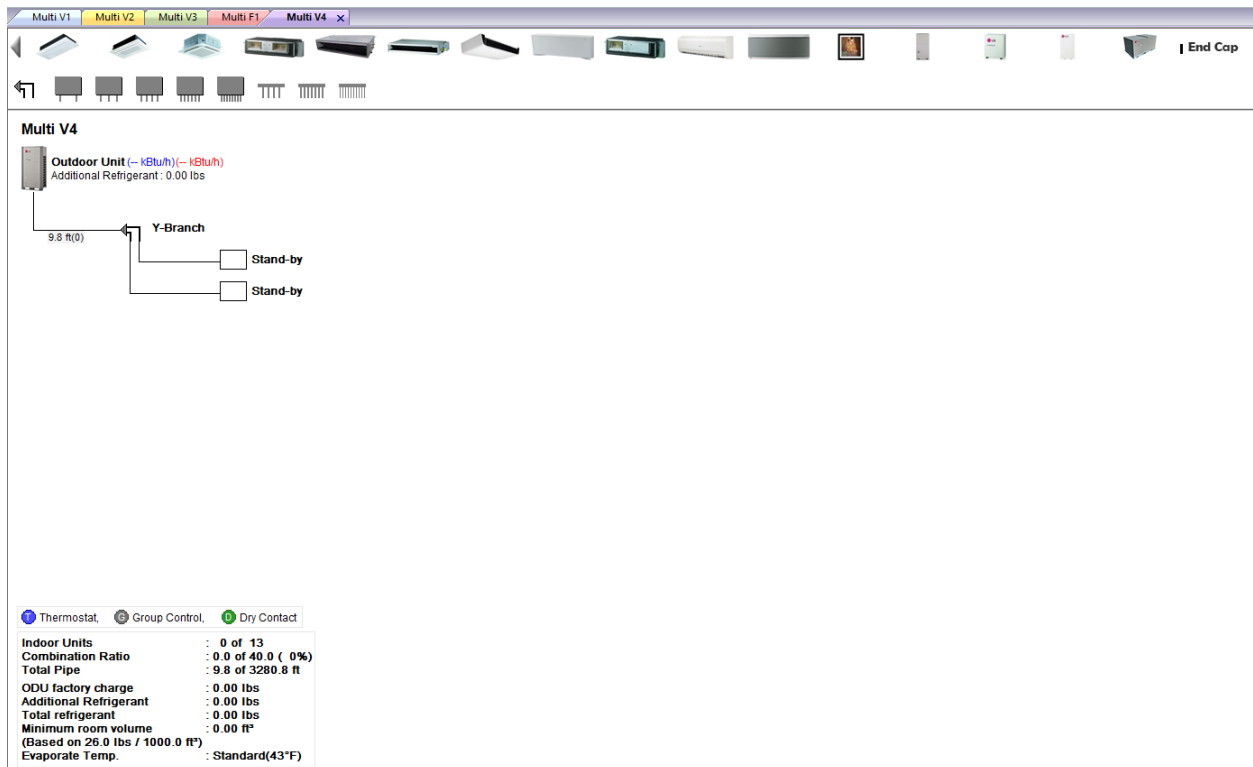 Multi V1 Multi V2 Multi V3 Multi F1 Multi V4 x
End Cap
Multi V4
Outdoor Unit (-- kBtu/h)(-- kBtu/h)
Additional Refrigerant : 0.00 lbs
Y-Branch
9.8 ft(0)
Stand-by
Stand-by
T Thermostat, G Group Control, D Dry Contact
Indoor Units : 0 of 13
Combination Ratio : 0.0 of 40.0 ( 0%)
Total Pipe : 9.8 of 3280.8 ft
ODU factory charge : 0.00 lbs
Additional Refrigerant : 0.00 lbs
Total refrigerant : 0.00 lbs
Minimum room volume : 0.00 ft³
(Based on 26.0 lbs / 1000.0 ft³)
Evaporate Temp. : Standard(43°F)